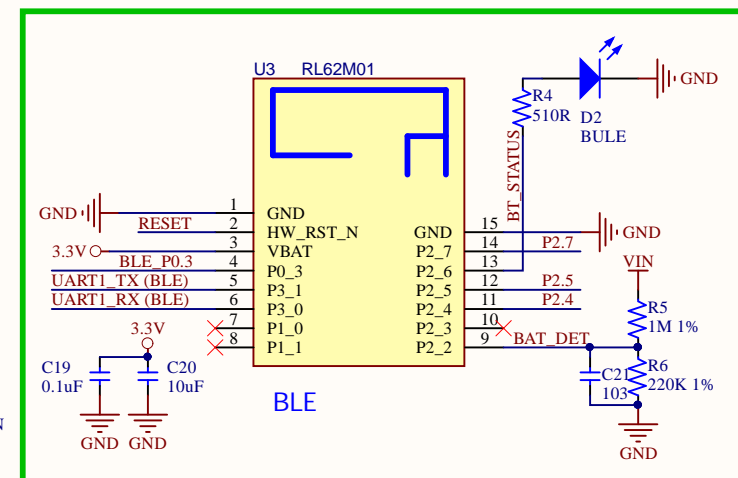 U3 RL62M01
R4
510R
D2
BULE
GND
BT_STATUS
GND
1
GND
RESET
2
HW_RST_N
3.3V
3
VBAT
BLE_P0.3
4
P0_3
UART1_TX (BLE)
5
P3_1
UART1_RX (BLE)
6
P3_0
7
P1_0
8
P1_1
GND
15
GND
P2_7
14
P2.7
P2_6
13
P2_5
12
P2.5
P2_4
11
P2.4
P2_3
10
P2_2
9
BAT_DET
VIN
R5
1M 1%
R6
220K 1%
C21
103
GND
3.3V
C19
0.1uF
C20
10uF
GND
GND
BLE
N